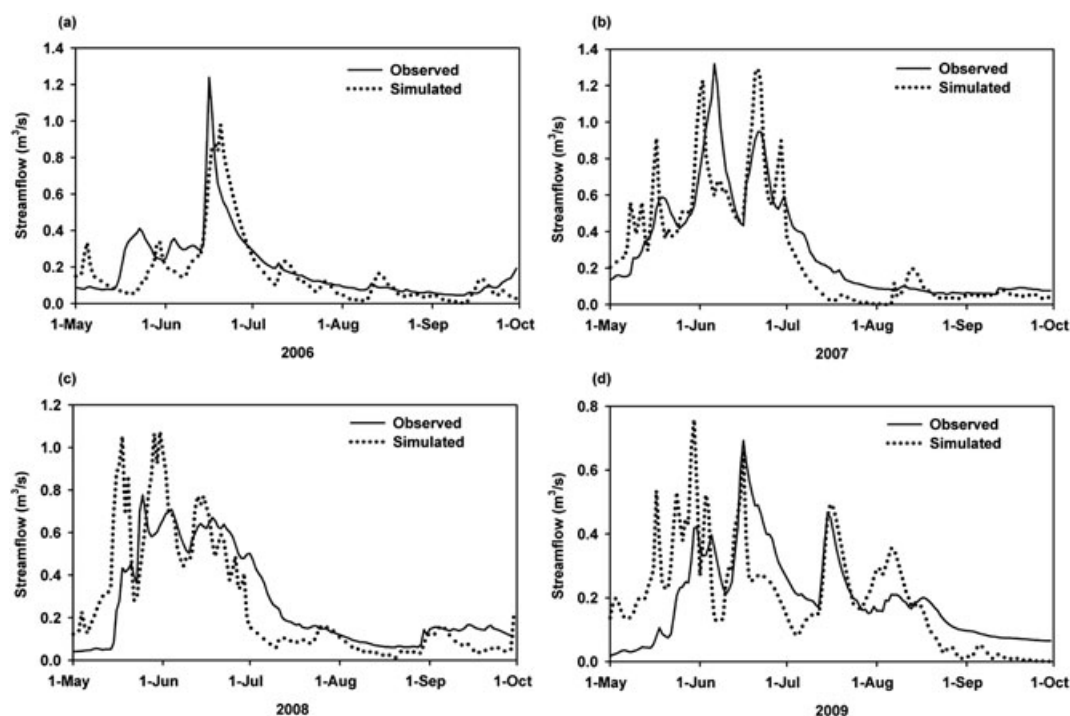 (a)
1.4
1.2
1.0
0.8
0.6
0.4
0.2
0.0
Streamflow (m³/s)
Observed
Simulated
1-May 1-Jun 1-Jul 1-Aug 1-Sep 1-Oct
2006
(b)
1.4
1.2
1.0
0.8
0.6
0.4
0.2
0.0
Streamflow (m³/s)
Observed
Simulated
1-May 1-Jun 1-Jul 1-Aug 1-Sep 1-Oct
2007
(c)
1.2
1.0
0.8
0.6
0.4
0.2
0.0
Streamflow (m³/s)
Observed
Simulated
1-May 1-Jun 1-Jul 1-Aug 1-Sep 1-Oct
2008
(d)
0.8
0.6
0.4
0.2
0.0
Streamflow (m³/s)
Observed
Simulated
1-May 1-Jun 1-Jul 1-Aug 1-Sep 1-Oct
2009